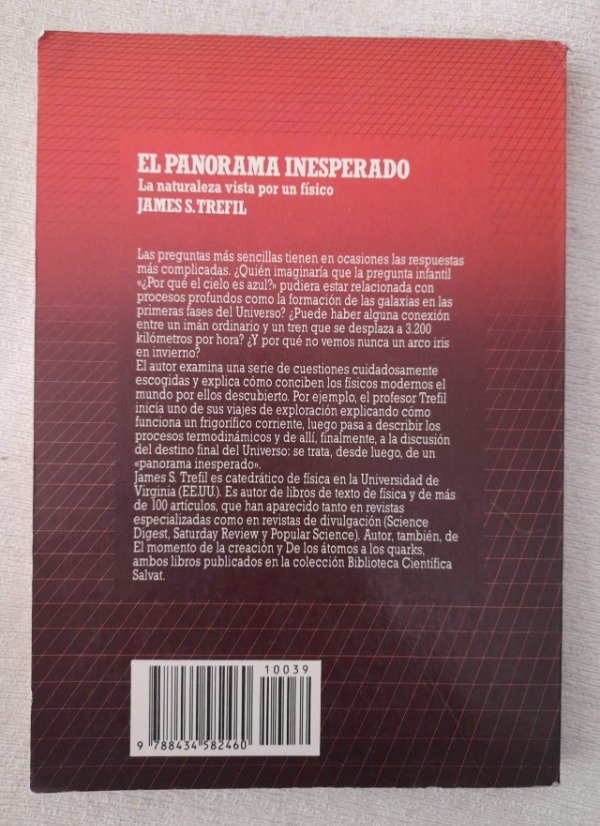 EL PANORAMA INESPERADO
La naturaleza vista por un físico
JAMES S. TREFIL
Las preguntas más sencillas tienen en ocasiones las respuestas
más complicadas. ¿Quién imaginaría que la pregunta infantil
«¿Por qué el cielo es azul?» pudiera estar relacionada con
procesos profundos como la formación de las galaxias en las
primeras fases del Universo? ¿Puede haber alguna conexión
entre un imán ordinario y un tren que se desplaza a 3.200
kilómetros por hora? ¿Y por qué no vemos nunca un arco iris
en invierno?
El autor examina una serie de cuestiones cuidadosamente
escogidas y explica cómo conciben los físicos modernos el
mundo por ellos descubierto. Por ejemplo, el profesor Trefil
inicia uno de sus viajes de exploración explicando cómo
funciona un frigorífico corriente, luego pasa a describir los
procesos termodinámicos y de allí, finalmente, a la discusión
del destino final del Universo: se trata, desde luego, de un
«panorama inesperado».
James S. Trefil es catedrático de física en la Universidad de
Virginia (EE.UU.). Es autor de libros de texto de física y de más
de 100 artículos, que han aparecido tanto en revistas
especializadas como en revistas de divulgación (Science
Digest, Saturday Review y Popular Science). Autor, también, de
El momento de la creación y De los átomos a los quarks,
ambos libros publicados en la colección Biblioteca Científica
Salvat.
10039
9 788434 582460